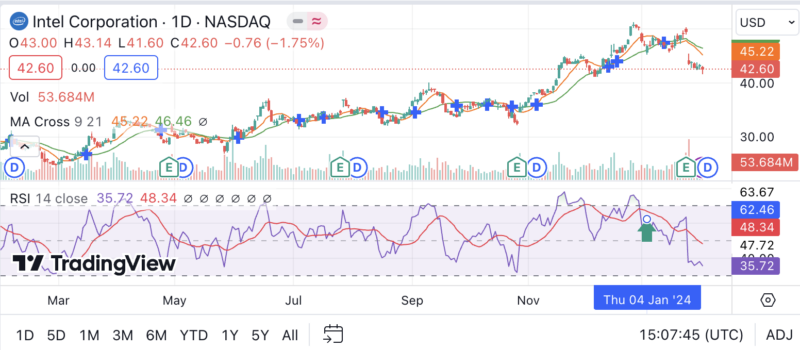 Intel Corporation · 1D · NASDAQ
USD
O43.00 H43.14 L41.60 C42.60 −0.76 (−1.75%)
42.60 0.00 42.60
45.22
42.60
Vol 53.684M
40.00
MA Cross 9 21 45.22 46.46 ∅
30.00
53.684M
D E D E D E D E D
RSI 14 close 35.72 48.34 ∅ ∅ ∅ ∅ ∅ ∅
63.67
62.46
48.34
47.72
35.72
TradingView
Mar May Jul Sep Nov Thu 04 Jan '24
1D 5D 1M 3M 6M YTD 1Y 5Y All 15:07:45 (UTC) ADJ